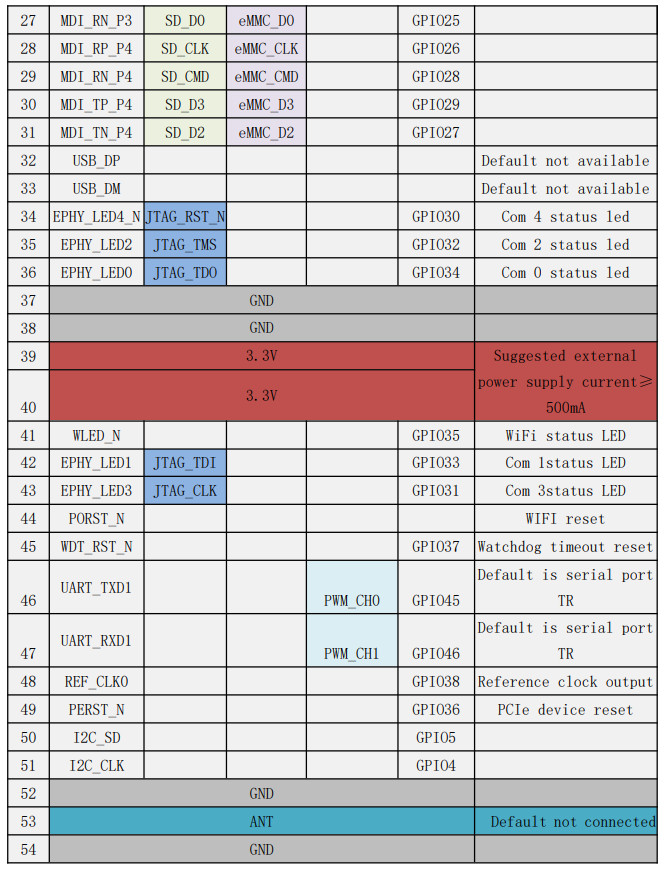 27 MDI_RN_P3 SD_D0 eMMC_D0 GPIO25
28 MDI_RP_P4 SD_CLK eMMC_CLK GPIO26
29 MDI_RN_P4 SD_CMD eMMC_CMD GPIO28
30 MDI_TP_P4 SD_D3 eMMC_D3 GPIO29
31 MDI_TN_P4 SD_D2 eMMC_D2 GPIO27
32 USB_DP Default not available
33 USB_DM Default not available
34 EPHY_LED4_N JTAG_RST_N GPIO30 Com 4 status led
35 EPHY_LED2 JTAG_TMS GPIO32 Com 2 status led
36 EPHY_LED0 JTAG_TDO GPIO34 Com 0 status led
37 GND
38 GND
39 3.3V Suggested external
power supply current≥
40 3.3V 500mA
41 WLED_N GPIO35 WiFi status LED
42 EPHY_LED1 JTAG_TDI GPIO33 Com 1status LED
43 EPHY_LED3 JTAG_CLK GPIO31 Com 3status LED
44 PORST_N WIFI reset
45 WDT_RST_N GPIO37 Watchdog timeout reset
UART_TXD1 Default is serial port
46 PWM_CH0 GPIO45 TR
UART_RXD1 Default is serial port
47 PWM_CH1 GPIO46 TR
48 REF_CLKO GPIO38 Reference clock output
49 PERST_N GPIO36 PCIe device reset
50 I2C_SD GPIO5
51 I2C_CLK GPIO4
52 GND
53 ANT Default not connected
54 GND